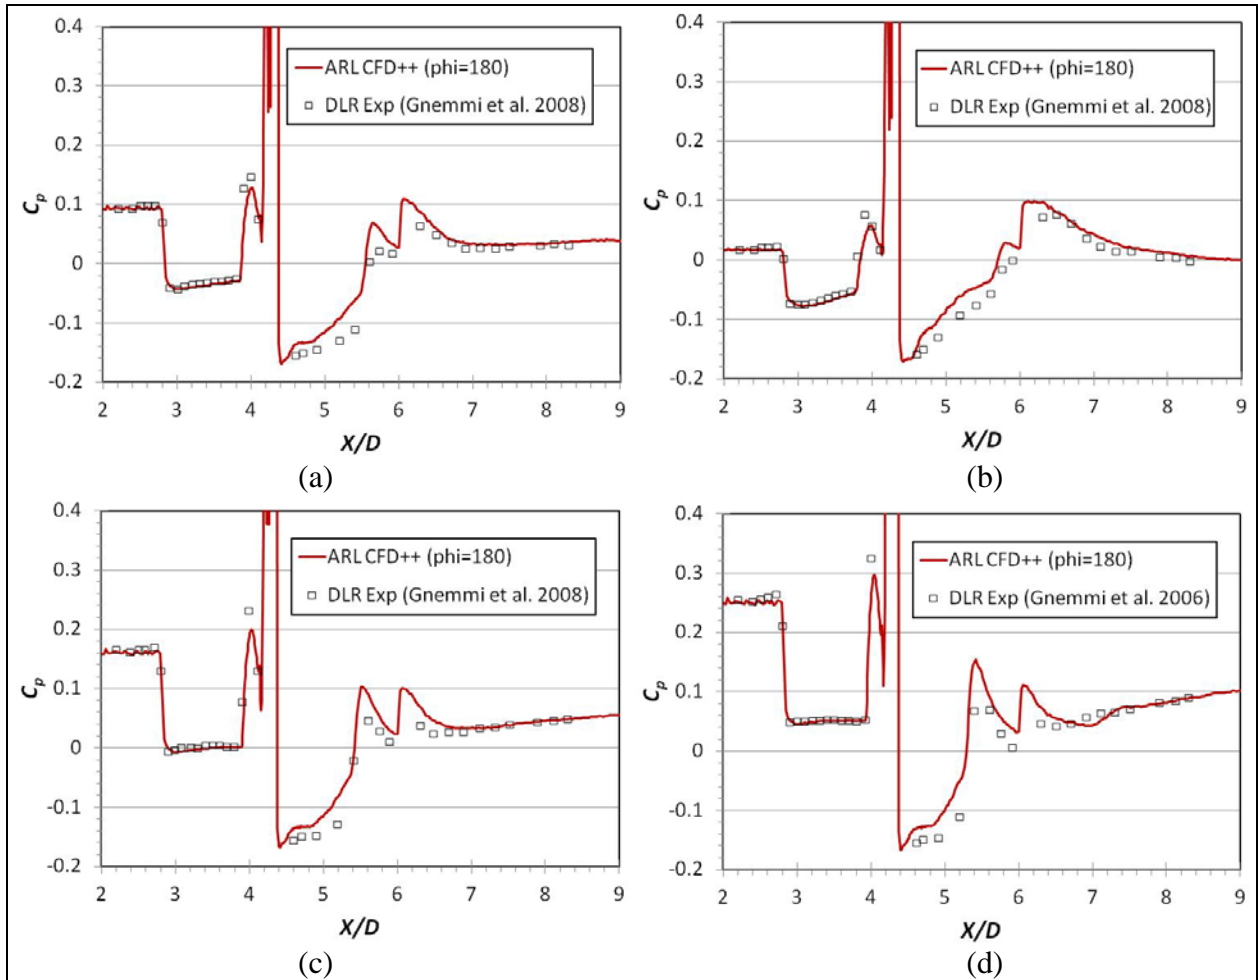 0.4
0.3
0.2
0.1
0
-0.1
-0.2
Cp
ARL CFD++ (phi=180)
DLR Exp (Gnemmi et al. 2008)
2 3 4 5 6 7 8 9
X/D
(a)
0.4
0.3
0.2
0.1
0
-0.1
-0.2
Cp
ARL CFD++ (phi=180)
DLR Exp (Gnemmi et al. 2008)
2 3 4 5 6 7 8 9
X/D
(b)
0.4
0.3
0.2
0.1
0
-0.1
-0.2
Cp
ARL CFD++ (phi=180)
DLR Exp (Gnemmi et al. 2008)
2 3 4 5 6 7 8 9
X/D
(c)
0.4
0.3
0.2
0.1
0
-0.1
-0.2
Cp
ARL CFD++ (phi=180)
DLR Exp (Gnemmi et al. 2006)
2 3 4 5 6 7 8 9
X/D
(d)